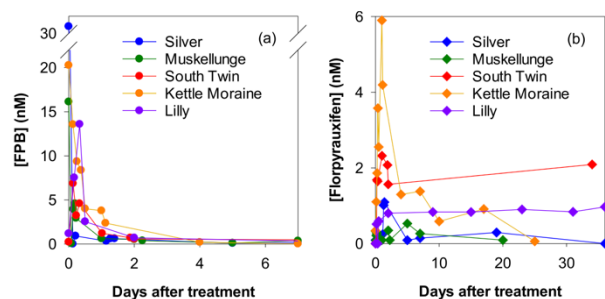 (a)
Silver
Muskellunge
South Twin
Kettle Moraine
Lilly
[FPB] (nM)
30
20
15
10
5
0
0
2
4
6
Days after treatment
(b)
Silver
Muskellunge
South Twin
Kettle Moraine
Lilly
[Florpyrauxifen] (nM)
6
4
2
0
0
10
20
30
Days after treatment